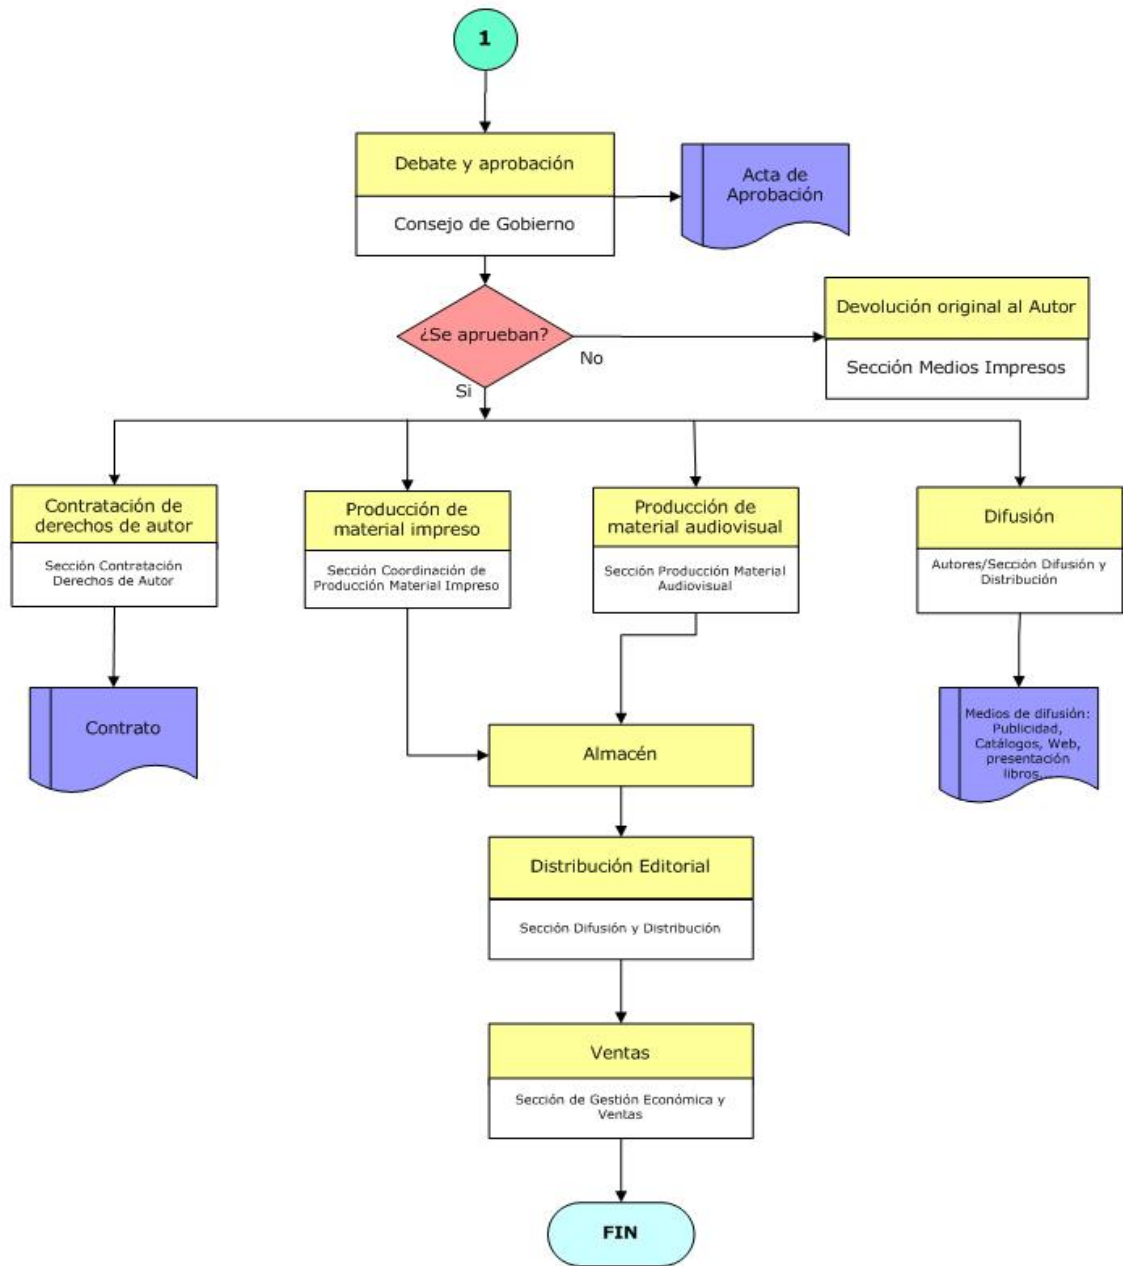 1
Debate y aprobación
Consejo de Gobierno
Acta de
Aprobación
¿Se aprueban?
No
Si
Devolución original al Autor
Sección Medios Impresos
Contratación de
derechos de autor
Sección Contratación
Derechos de Autor
Producción de
material impreso
Sección Coordinación de
Producción Material Impreso
Producción de
material audiovisual
Sección Producción Material
Audiovisual
Difusión
Autores/Sección Difusión y
Distribución
Contrato
Medios de difusión:
Publicidad,
Catálogos, Web,
presentación
libros...
Almacén
Distribución Editorial
Sección Difusión y Distribución
Ventas
Sección de Gestión Económica y
Ventas
FIN